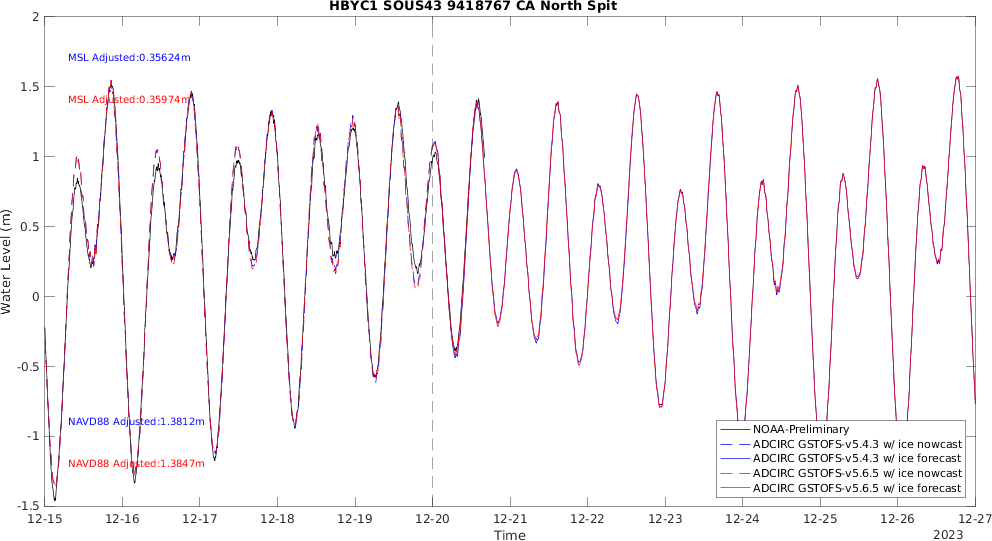 HBYC1 SOUS43 9418767 CA North Spit
MSL Adjusted:0.35624m
MSL Adjusted:0.35974m
NAVD88 Adjusted:1.3812m
NAVD88 Adjusted:1.3847m
Water Level (m)
2
1.5
1
0.5
0
-0.5
-1
-1.5
NOAA-Preliminary
ADCIRC GSTOFS-v5.4.3 w/ ice nowcast
ADCIRC GSTOFS-v5.4.3 w/ ice forecast
ADCIRC GSTOFS-v5.6.5 w/ ice nowcast
ADCIRC GSTOFS-v5.6.5 w/ ice forecast
12-15 12-16 12-17 12-18 12-19 12-20 12-21 12-22 12-23 12-24 12-25 12-26 12-27
Time
2023